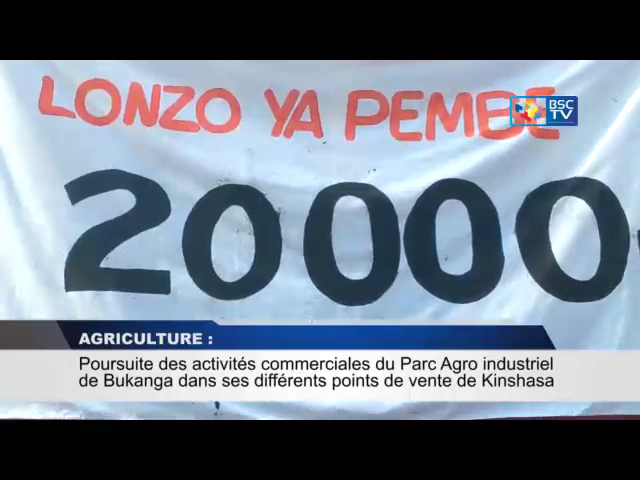 LONZO YA PEMBE
BSC
TV
20000
AGRICULTURE :
Poursuite des activités commerciales du Parc Agro industriel
de Bukanga dans ses différents points de vente de Kinshasa